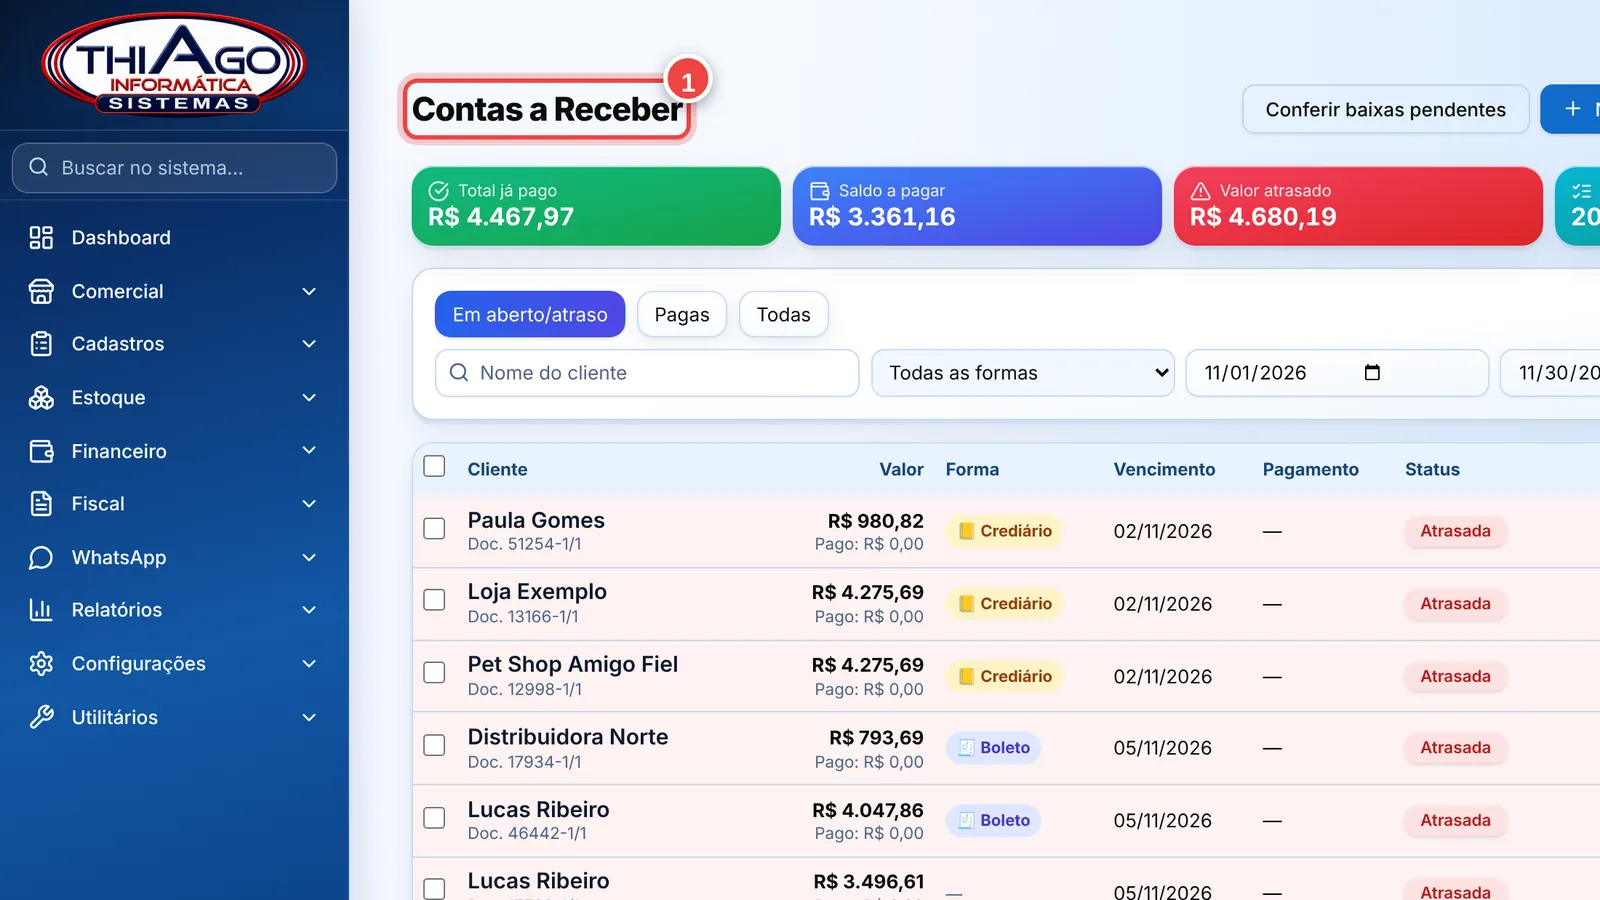 THIAGO
INFORMÁTICA
SISTEMAS
Buscar no sistema...
Dashboard
Comercial
Cadastros
Estoque
Financeiro
Fiscal
WhatsApp
Relatórios
Configurações
Utilitários
Contas a Receber
1
Conferir baixas pendentes
+
Total já pago
R$ 4.467,97
Saldo a pagar
R$ 3.361,16
Valor atrasado
R$ 4.680,19
20
Em aberto/atraso Pagas Todas
Nome do cliente Todas as formas 11/01/2026 11/30/20
Cliente Valor Forma Vencimento Pagamento Status
Paula Gomes R$ 980,82 Crediário 02/11/2026 — Atrasada
Doc. 51254-1/1 Pago: R$ 0,00
Loja Exemplo R$ 4.275,69 Crediário 02/11/2026 — Atrasada
Doc. 13166-1/1 Pago: R$ 0,00
Pet Shop Amigo Fiel R$ 4.275,69 Crediário 02/11/2026 — Atrasada
Doc. 12998-1/1 Pago: R$ 0,00
Distribuidora Norte R$ 793,69 Boleto 05/11/2026 — Atrasada
Doc. 17934-1/1 Pago: R$ 0,00
Lucas Ribeiro R$ 4.047,86 Boleto 05/11/2026 — Atrasada
Doc. 46442-1/1 Pago: R$ 0,00
Lucas Ribeiro R$ 3.496,61 — 05/11/2026 — Atrasada